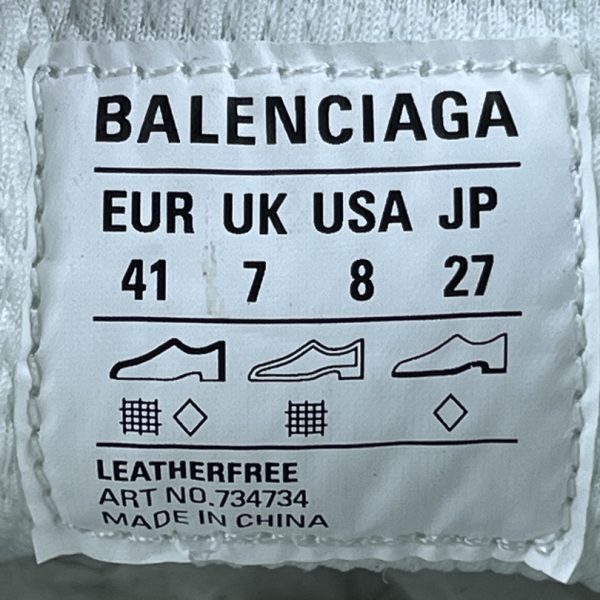 BALENCIAGA
EUR UK USA JP
41 7 8 27
LEATHERFREE
ART NO.734734
MADE IN CHINA